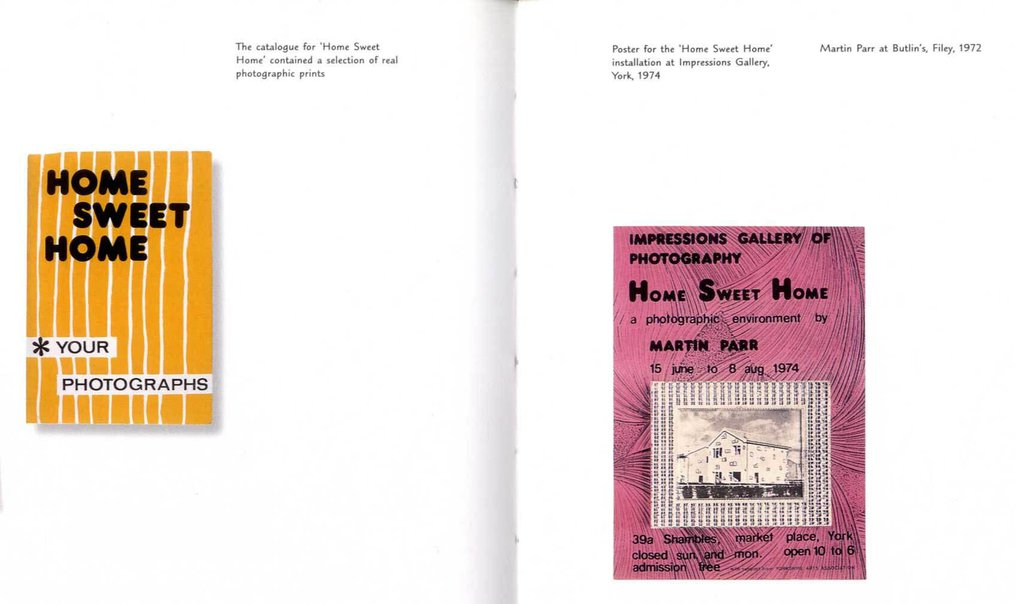 The catalogue for 'Home Sweet
Home' contained a selection of real
photographic prints
HOME
SWEET
HOME
* YOUR
PHOTOGRAPHS
Poster for the 'Home Sweet Home'
installation at Impressions Gallery,
York, 1974
Martin Parr at Butlin's, Filey, 1972
IMPRESSIONS GALLERY OF
PHOTOGRAPHY
HOME SWEET HOME
a photographic environment by
MARTIN PARR
15 june to 8 aug 1974
39a Shambles, market place, York
closed sun and mon. open 10 to 6
admission free
YORKSHIRE ARTS ASSOCIATION